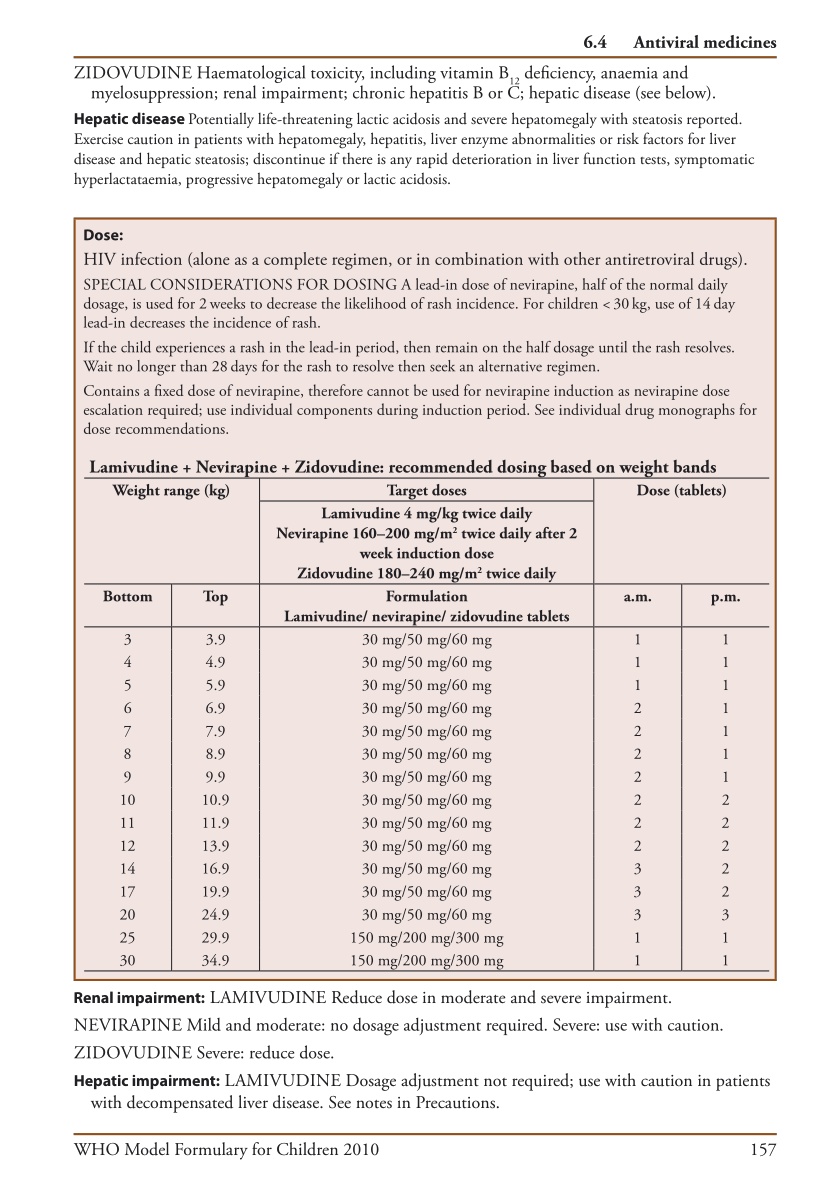 6.4 Antiviral medicines
ZIDOVUDINE Haematological toxicity, including vitamin B12 deficiency, anaemia and
myelosuppression; renal impairment; chronic hepatitis B or C; hepatic disease (see below).
Hepatic disease Potentially life-threatening lactic acidosis and severe hepatomegaly with steatosis reported.
Exercise caution in patients with hepatomegaly, hepatitis, liver enzyme abnormalities or risk factors for liver
disease and hepatic steatosis; discontinue if there is any rapid deterioration in liver function tests, symptomatic
hyperlactataemia, progressive hepatomegaly or lactic acidosis.
Dose:
HIV infection (alone as a complete regimen, or in combination with other antiretroviral drugs).
SPECIAL CONSIDERATIONS FOR DOSING A lead-in dose of nevirapine, half of the normal daily
dosage, is used for 2 weeks to decrease the likelihood of rash incidence. For children < 30 kg, use of 14 day
lead-in decreases the incidence of rash.
If the child experiences a rash in the lead-in period, then remain on the half dosage until the rash resolves.
Wait no longer than 28 days for the rash to resolve then seek an alternative regimen.
Contains a fixed dose of nevirapine, therefore cannot be used for nevirapine induction as nevirapine dose
escalation required; use individual components during induction period. See individual drug monographs for
dose recommendations.
Lamivudine + Nevirapine + Zidovudine: recommended dosing based on weight bands
Weight range (kg) Target doses Dose (tablets)
Lamivudine 4 mg/kg twice daily
Nevirapine 160–200 mg/m² twice daily after 2
week induction dose
Zidovudine 180–240 mg/m² twice daily
Bottom Top Formulation a.m. p.m.
Lamivudine/ nevirapine/ zidovudine tablets
3 3.9 30 mg/50 mg/60 mg 1 1
4 4.9 30 mg/50 mg/60 mg 1 1
5 5.9 30 mg/50 mg/60 mg 1 1
6 6.9 30 mg/50 mg/60 mg 2 1
7 7.9 30 mg/50 mg/60 mg 2 1
8 8.9 30 mg/50 mg/60 mg 2 1
9 9.9 30 mg/50 mg/60 mg 2 1
10 10.9 30 mg/50 mg/60 mg 2 2
11 11.9 30 mg/50 mg/60 mg 2 2
12 13.9 30 mg/50 mg/60 mg 2 2
14 16.9 30 mg/50 mg/60 mg 3 2
17 19.9 30 mg/50 mg/60 mg 3 2
20 24.9 30 mg/50 mg/60 mg 3 3
25 29.9 150 mg/200 mg/300 mg 1 1
30 34.9 150 mg/200 mg/300 mg 1 1
Renal impairment: LAMIVUDINE Reduce dose in moderate and severe impairment.
NEVIRAPINE Mild and moderate: no dosage adjustment required. Severe: use with caution.
ZIDOVUDINE Severe: reduce dose.
Hepatic impairment: LAMIVUDINE Dosage adjustment not required; use with caution in patients
with decompensated liver disease. See notes in Precautions.
WHO Model Formulary for Children 2010 157